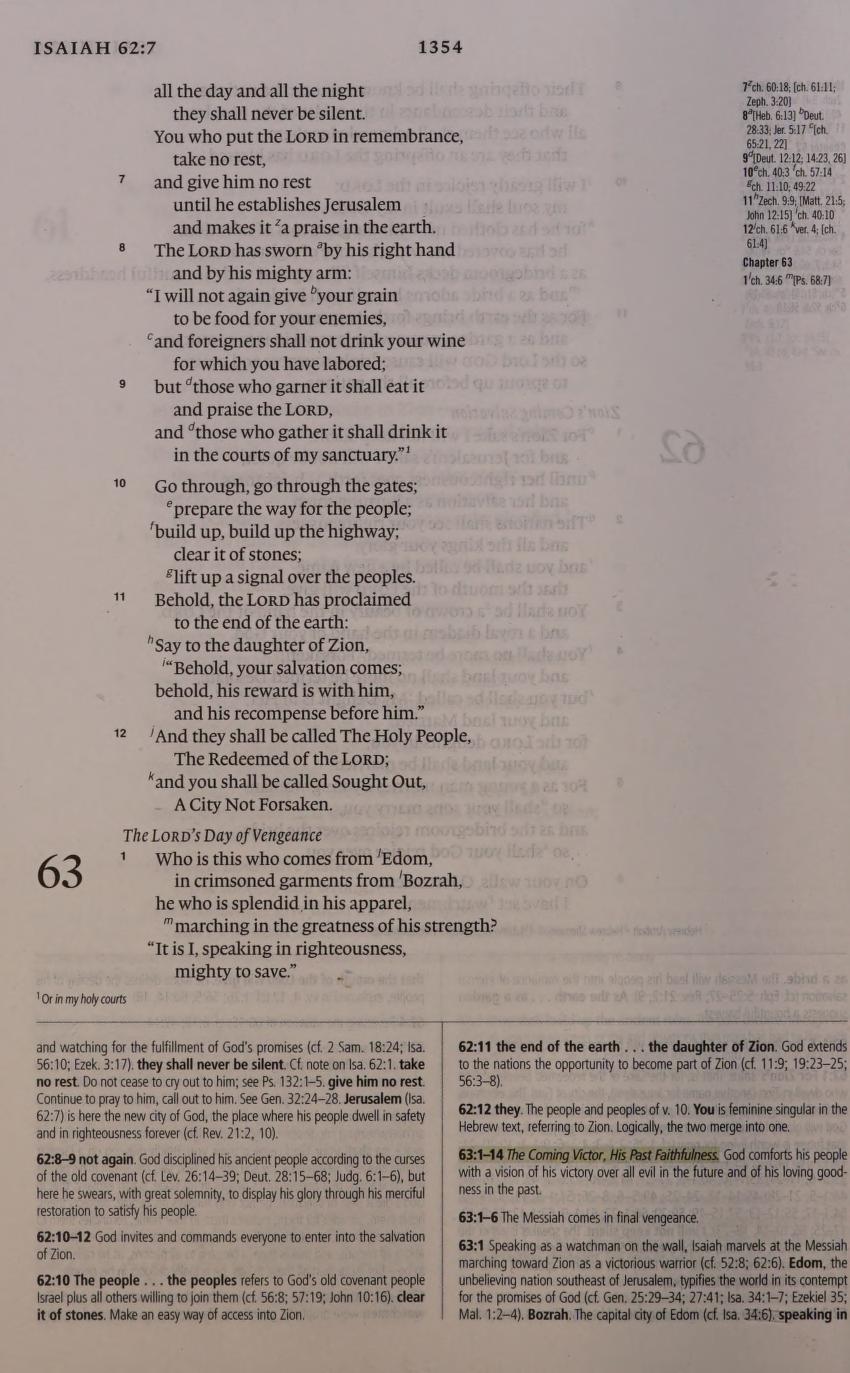 ISAIAH 62:7
1354
all the day and all the night
they shall never be silent.
You who put the LORD in remembrance,
take no rest,
7 and give him no rest
until he establishes Jerusalem
and makes it ᶻa praise in the earth.
8 The LORD has sworn ᵃby his right hand
and by his mighty arm:
“I will not again give ᵇyour grain
to be food for your enemies,
ᶜand foreigners shall not drink your wine
for which you have labored;
9 but ᵈthose who garner it shall eat it
and praise the LORD,
and ᵈthose who gather it shall drink it
in the courts of my sanctuary.”¹
10 Go through, go through the gates;
ᵉprepare the way for the people;
ᶠbuild up, build up the highway;
clear it of stones;
ᵍlift up a signal over the peoples.
11 Behold, the LORD has proclaimed
to the end of the earth:
ʰSay to the daughter of Zion,
ⁱ“Behold, your salvation comes;
behold, his reward is with him,
and his recompense before him.”
12 ʲAnd they shall be called The Holy People,
The Redeemed of the LORD;
ᵏand you shall be called Sought Out,
A City Not Forsaken.
The LORD’s Day of Vengeance
63
1 Who is this who comes from ˡEdom,
in crimsoned garments from ˡBozrah,
he who is splendid in his apparel,
ᵐmarching in the greatness of his strength?
“It is I, speaking in righteousness,
mighty to save.”
7ᶻch. 60:18; [ch. 61:11;
Zeph. 3:20]
8ᵃ[Heb. 6:13] ᵇDeut.
28:33; Jer. 5:17 ᶜ[ch.
65:21, 22]
9ᵈ[Deut. 12:12; 14:23, 26]
10ᵉch. 40:3 ᶠch. 57:14
ᵍch. 11:10; 49:22
11ʰZech. 9:9; [Matt. 21:5;
John 12:15] ⁱch. 40:10
12ʲch. 61:6 ᵏver. 4; [ch.
61:4]
Chapter 63
1ˡch. 34:6 ᵐ[Ps. 68:7]
¹Or in my holy courts
and watching for the fulfillment of God’s promises (cf. 2 Sam. 18:24; Isa.
56:10; Ezek. 3:17). they shall never be silent. Cf. note on Isa. 62:1. take
no rest. Do not cease to cry out to him; see Ps. 132:1–5. give him no rest.
Continue to pray to him, call out to him. See Gen. 32:24–28. Jerusalem (Isa.
62:7) is here the new city of God, the place where his people dwell in safety
and in righteousness forever (cf. Rev. 21:2, 10).
62:8–9 not again. God disciplined his ancient people according to the curses
of the old covenant (cf. Lev. 26:14–39; Deut. 28:15–68; Judg. 6:1–6), but
here he swears, with great solemnity, to display his glory through his merciful
restoration to satisfy his people.
62:10–12 God invites and commands everyone to enter into the salvation
of Zion.
62:10 The people . . . the peoples refers to God’s old covenant people
Israel plus all others willing to join them (cf. 56:8; 57:19; John 10:16). clear
it of stones. Make an easy way of access into Zion.
62:11 the end of the earth . . . the daughter of Zion. God extends
to the nations the opportunity to become part of Zion (cf. 11:9; 19:23–25;
56:3–8).
62:12 they. The people and peoples of v. 10. You is feminine singular in the
Hebrew text, referring to Zion. Logically, the two merge into one.
63:1–14 The Coming Victor, His Past Faithfulness. God comforts his people
with a vision of his victory over all evil in the future and of his loving good-
ness in the past.
63:1–6 The Messiah comes in final vengeance.
63:1 Speaking as a watchman on the wall, Isaiah marvels at the Messiah
marching toward Zion as a victorious warrior (cf. 52:8; 62:6). Edom, the
unbelieving nation southeast of Jerusalem, typifies the world in its contempt
for the promises of God (cf. Gen. 25:29–34; 27:41; Isa. 34:1–7; Ezekiel 35;
Mal. 1:2–4). Bozrah. The capital city of Edom (cf. Isa. 34:6). speaking in